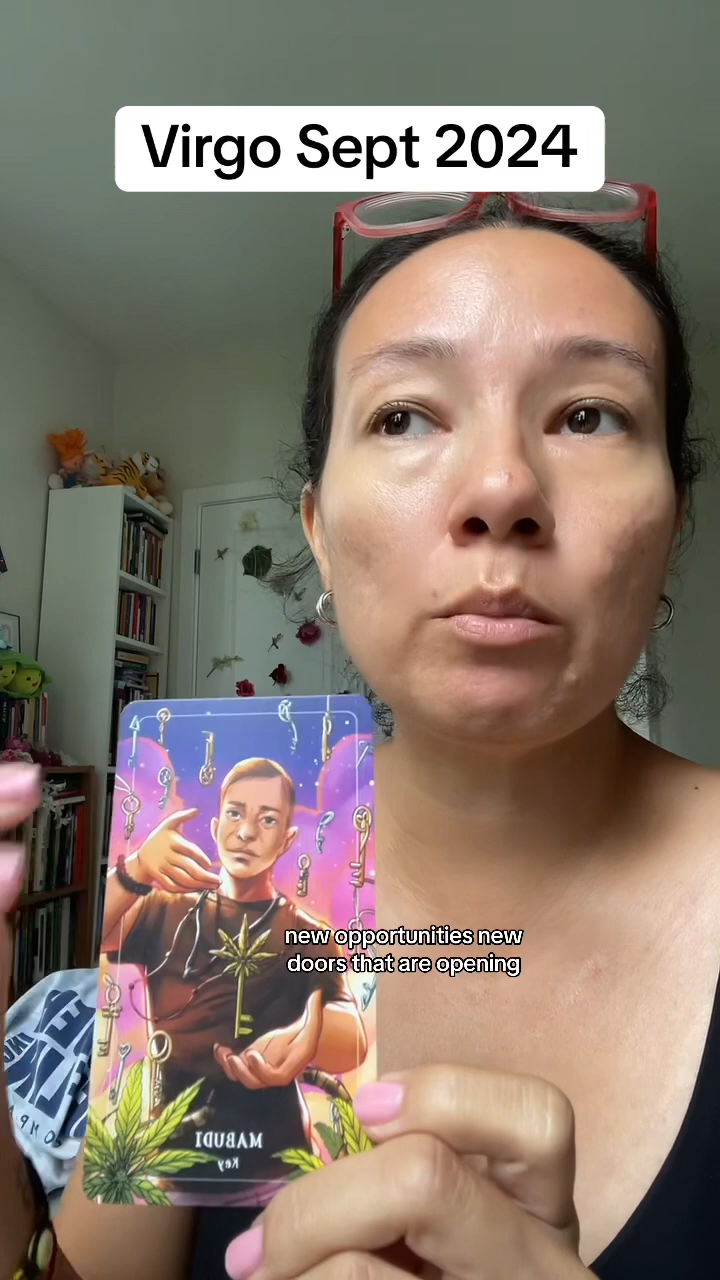 Virgo Sept 2024
new opportunities new
doors that are opening
MABUDI
Key